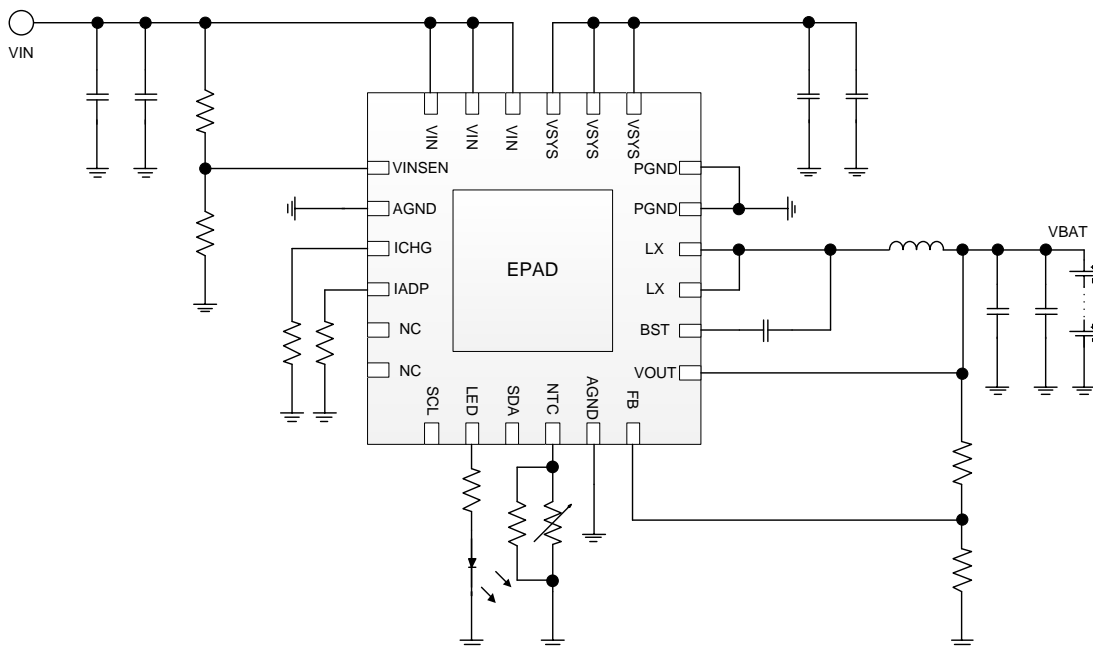 VIN
VIN
VIN
VIN
VSYS
VSYS
VSYS
VINSEN
AGND
ICHG
IADP
NC
NC
EPAD
PGND
PGND
LX
LX
BST
VOUT
VBAT
SCL
LED
SDA
NTC
AGND
FB